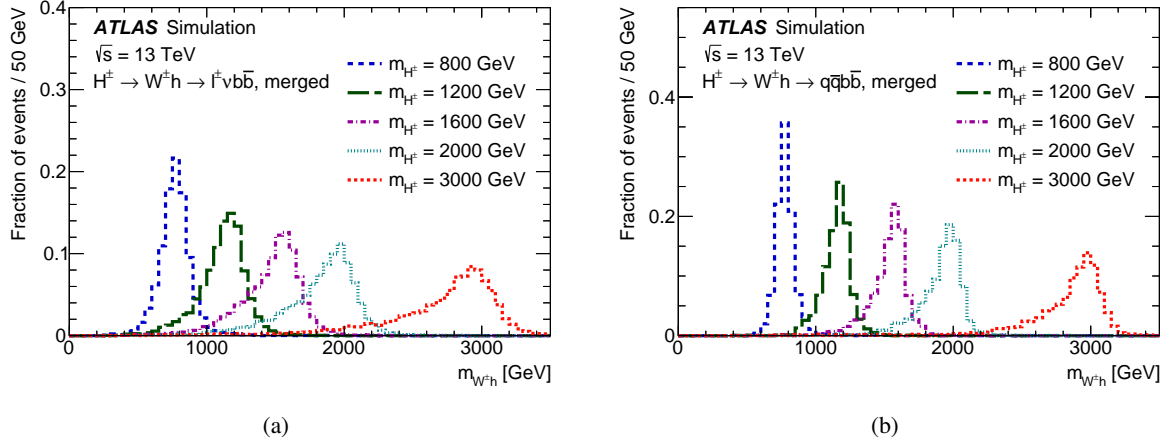 ATLAS Simulation
√s = 13 TeV
H± → W±h → l±νbb̄, merged
m_H± = 800 GeV
m_H± = 1200 GeV
m_H± = 1600 GeV
m_H± = 2000 GeV
m_H± = 3000 GeV
Fraction of events / 50 GeV
0.4
0.3
0.2
0.1
0
0 1000 2000 3000
m_W±h [GeV]
(a)
ATLAS Simulation
√s = 13 TeV
H± → W±h → qq̄bb̄, merged
m_H± = 800 GeV
m_H± = 1200 GeV
m_H± = 1600 GeV
m_H± = 2000 GeV
m_H± = 3000 GeV
Fraction of events / 50 GeV
0.4
0.2
0
0 1000 2000 3000
m_W±h [GeV]
(b)